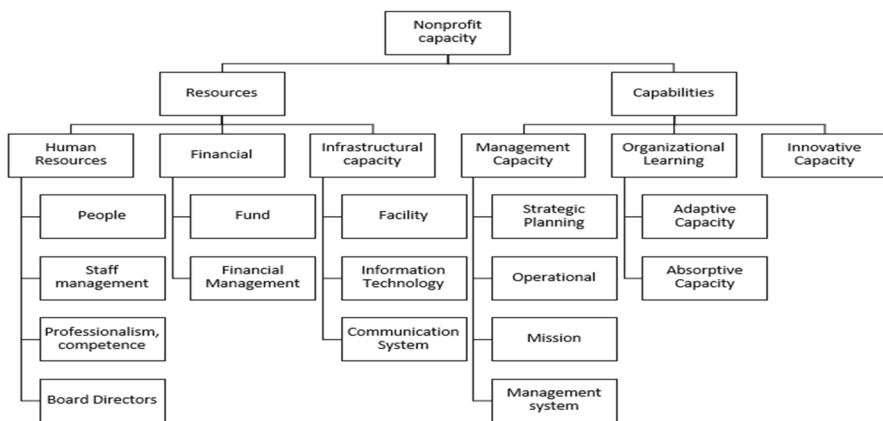 Nonprofit
capacity
Resources
Capabilities
Human
Resources
Financial
Infrastructural
capacity
Management
Capacity
Organizational
Learning
Innovative
Capacity
People
Fund
Facility
Strategic
Planning
Adaptive
Capacity
Staff
management
Financial
Management
Information
Technology
Operational
Absorptive
Capacity
Professionalism,
competence
Communication
System
Mission
Board Directors
Management
system